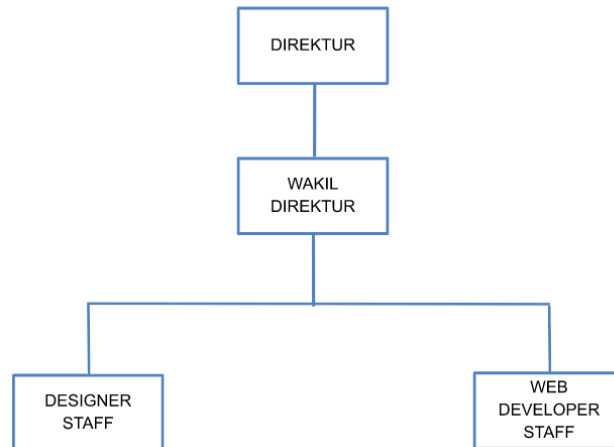 DIREKTUR
WAKIL
DIREKTUR
DESIGNER
STAFF
WEB
DEVELOPER
STAFF